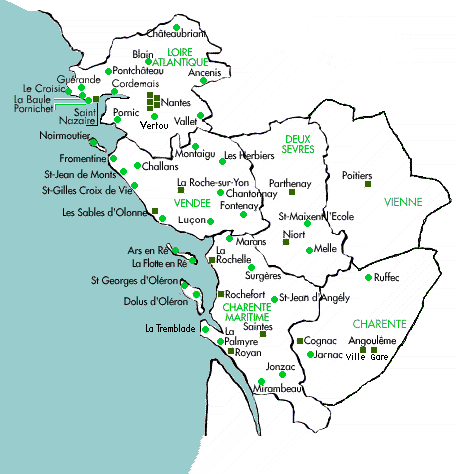 Châteaubriant
Blain
LOIRE
ATLANTIQUE
Pontchâteau
Ancenis
Guérande
Cordemais
Le Croisic
La Baule
Pornichet
Saint
Nazaire
Nantes
Pornic
Vertou
Vallet
Noirmoutier
Montaigu
Les Herbiers
DEUX
SEVRES
Fromentine
Challans
St-Jean de Monts
St-Gilles Croix de Vie
La Roche-sur-Yon
Chantonnay
Parthenay
Poitiers
VENDEE
VIENNE
Les Sables d'Olonne
Luçon
Fontenay
St-Maixent l'Ecole
Niort
Melle
Marans
Ars en Ré
La Flotte en Ré
La
Rochelle
Surgères
St Georges d'Oléron
Dolus d'Oléron
Rochefort
St-Jean d'Angély
Ruffec
CHARENTE
MARITIME
CHARENTE
La Tremblade
La
Palmyre
Saintes
Royan
Cognac
Jarnac
Angoulême
Ville Gare
Jonzac
Mirambeau